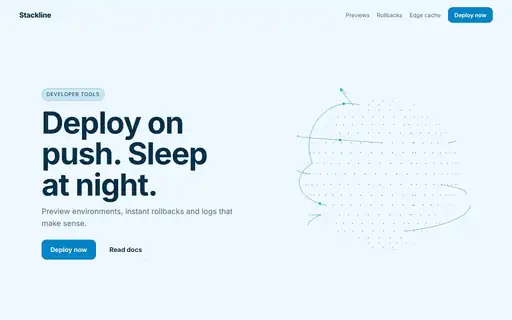 Stackline
Previews Rollbacks Edge cache Deploy now
DEVELOPER TOOLS
Deploy on
push. Sleep
at night.
Preview environments, instant rollbacks and logs that
make sense.
Deploy now Read docs